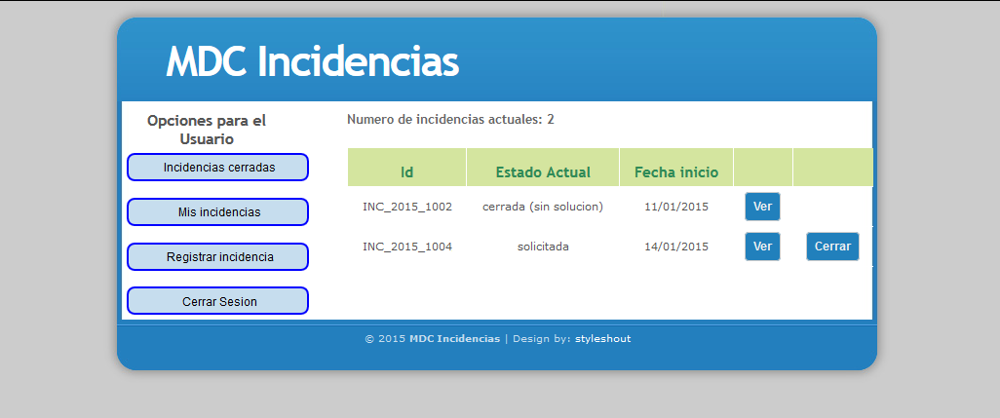 MDC Incidencias
Opciones para el
Usuario
Incidencias cerradas
Mis incidencias
Registrar incidencia
Cerrar Sesion
Numero de incidencias actuales: 2
Id Estado Actual Fecha inicio
INC_2015_1002 cerrada (sin solucion) 11/01/2015 Ver
INC_2015_1004 solicitada 14/01/2015 Ver Cerrar
© 2015 MDC Incidencias | Design by: styleshout